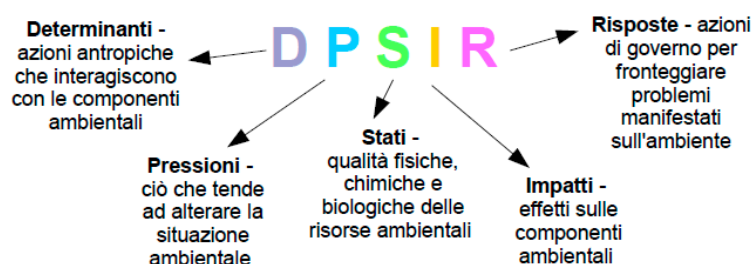 DPSIR
Determinanti -
azioni antropiche
che interagiscono
con le componenti
ambientali
Pressioni -
ciò che tende
ad alterare la
situazione
ambientale
Stati -
qualità fisiche,
chimiche e
biologiche delle
risorse ambientali
Impatti -
effetti sulle
componenti
ambientali
Risposte - azioni
di governo per
fronteggiare
problemi
manifestati
sull'ambiente